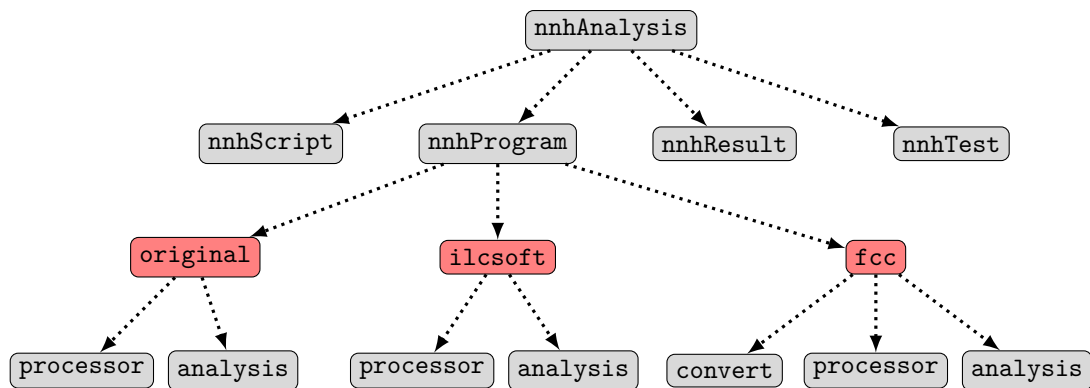 nnhAnalysis
nnhScript
nnhProgram
nnhResult
nnhTest
original
ilcsoft
fcc
processor
analysis
processor
analysis
convert
processor
analysis